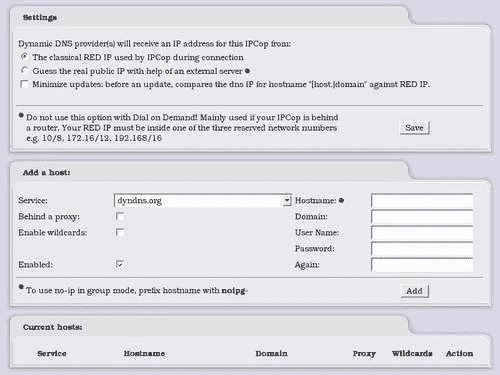 Settings
Dynamic DNS provider(s) will receive an IP address for this IPCop from:
The classical RED IP used by IPCop during connection
Guess the real public IP with help of an external server
Minimize updates: before an update, compares the dns IP for hostname "[host.]domain" against RED IP.
Do not use this option with Dial on Demand! Mainly used if your IPCop is behind
a router. Your RED IP must be inside one of the three reserved network numbers
e.g. 10/8, 172.16/12, 192.168/16
Save
Add a host:
Service: dyndns.org Hostname:
Behind a proxy: Domain:
Enable wildcards: User Name:
Password:
Enabled: Again:
To use no-ip in group mode, prefix hostname with noipg-
Add
Current hosts:
Service Hostname Domain Proxy Wildcards Action